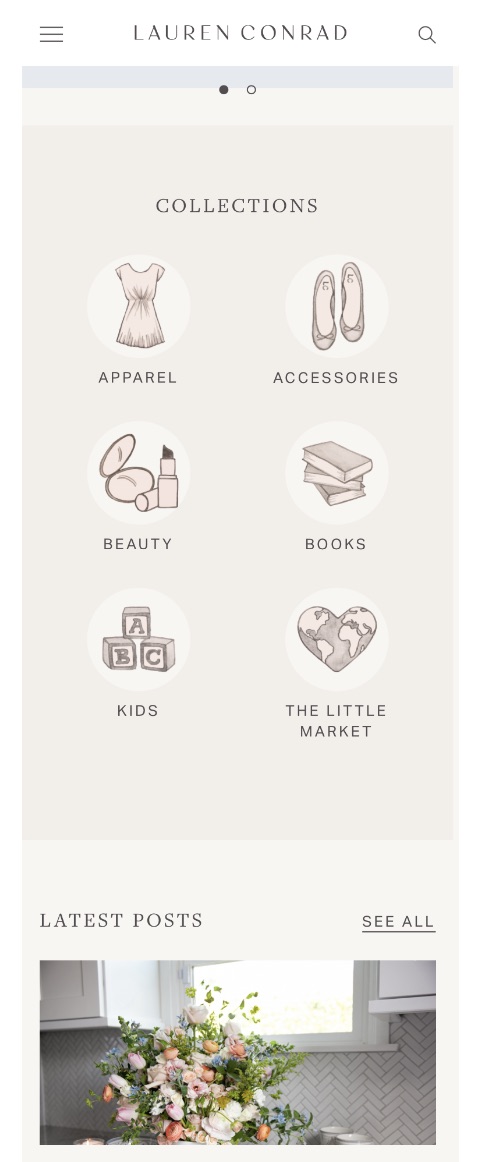 LAUREN CONRAD
COLLECTIONS
APPAREL
ACCESSORIES
BEAUTY
BOOKS
A
B C
KIDS
THE LITTLE
MARKET
LATEST POSTS
SEE ALL